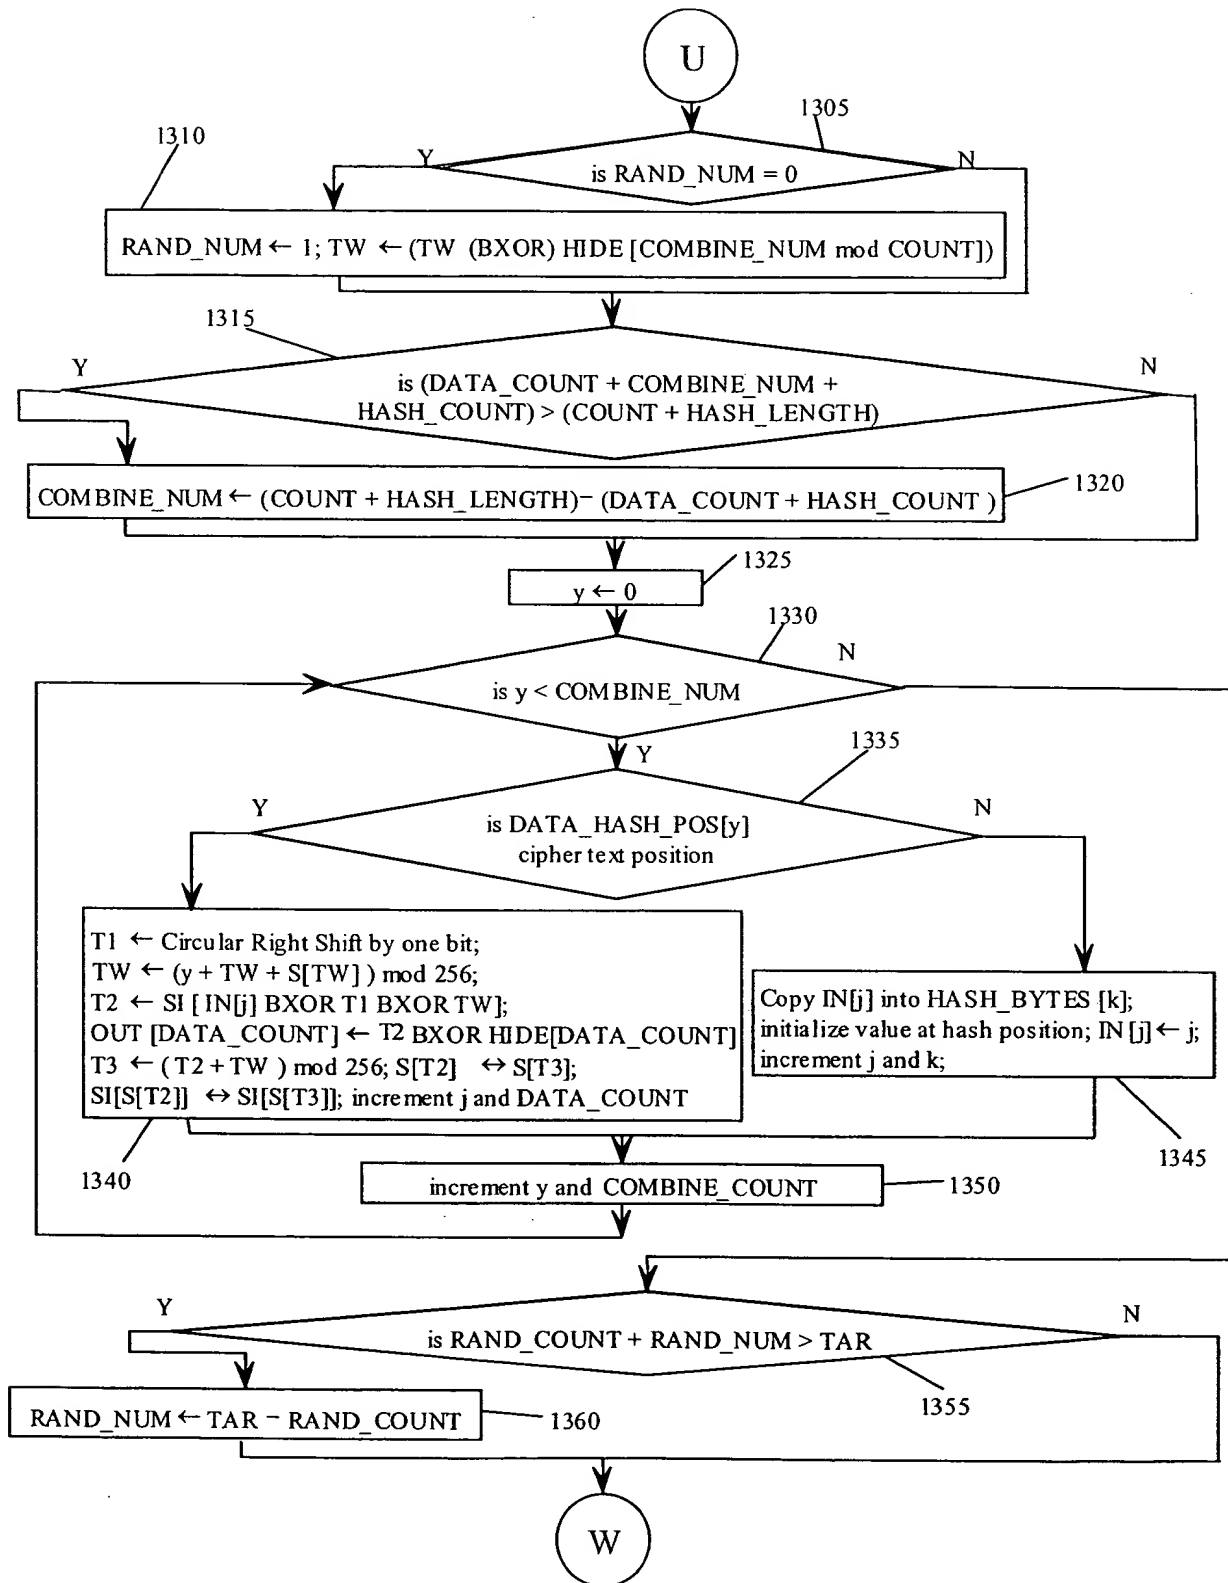 U
1305
1310
Y
N
is RAND_NUM = 0
RAND_NUM ← 1; TW ← (TW (BXOR) HIDE [COMBINE_NUM mod COUNT])
1315
Y
N
is (DATA_COUNT + COMBINE_NUM +
HASH_COUNT) > (COUNT + HASH_LENGTH)
COMBINE_NUM ← (COUNT + HASH_LENGTH) − (DATA_COUNT + HASH_COUNT )
1320
1325
y ← 0
1330
N
is y < COMBINE_NUM
1335
Y
Y
N
is DATA_HASH_POS[y]
cipher text position
T1 ← Circular Right Shift by one bit;
TW ← (y + TW + S[TW] ) mod 256;
T2 ← SI [ IN[j] BXOR T1 BXOR TW];
OUT [DATA_COUNT] ← T2 BXOR HIDE[DATA_COUNT]
T3 ← ( T2 + TW ) mod 256; S[T2] ↔ S[T3];
SI[S[T2]] ↔ SI[S[T3]]; increment j and DATA_COUNT
Copy IN[j] into HASH_BYTES [k];
initialize value at hash position; IN [j] ← j;
increment j and k;
1340
1345
increment y and COMBINE_COUNT
1350
Y
N
is RAND_COUNT + RAND_NUM > TAR
1355
RAND_NUM ← TAR − RAND_COUNT
1360
W